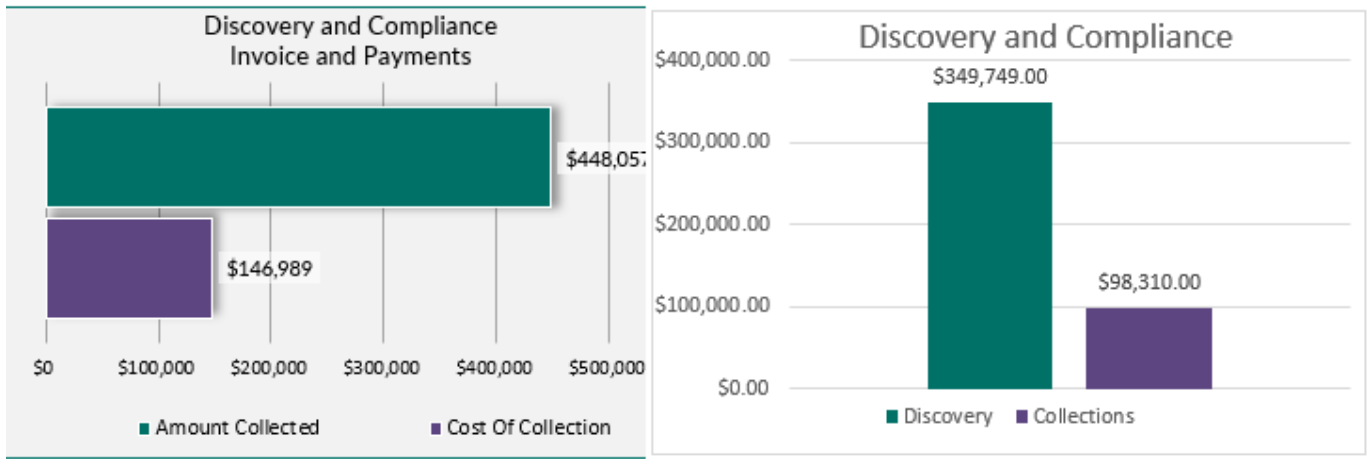 Discovery and Compliance
Invoice and Payments
$448,057
$146,989
$0 $100,000 $200,000 $300,000 $400,000 $500,000
Amount Collected Cost Of Collection
Discovery and Compliance
$400,000.00
$349,749.00
$300,000.00
$200,000.00
$98,310.00
$100,000.00
$0.00
Discovery Collections